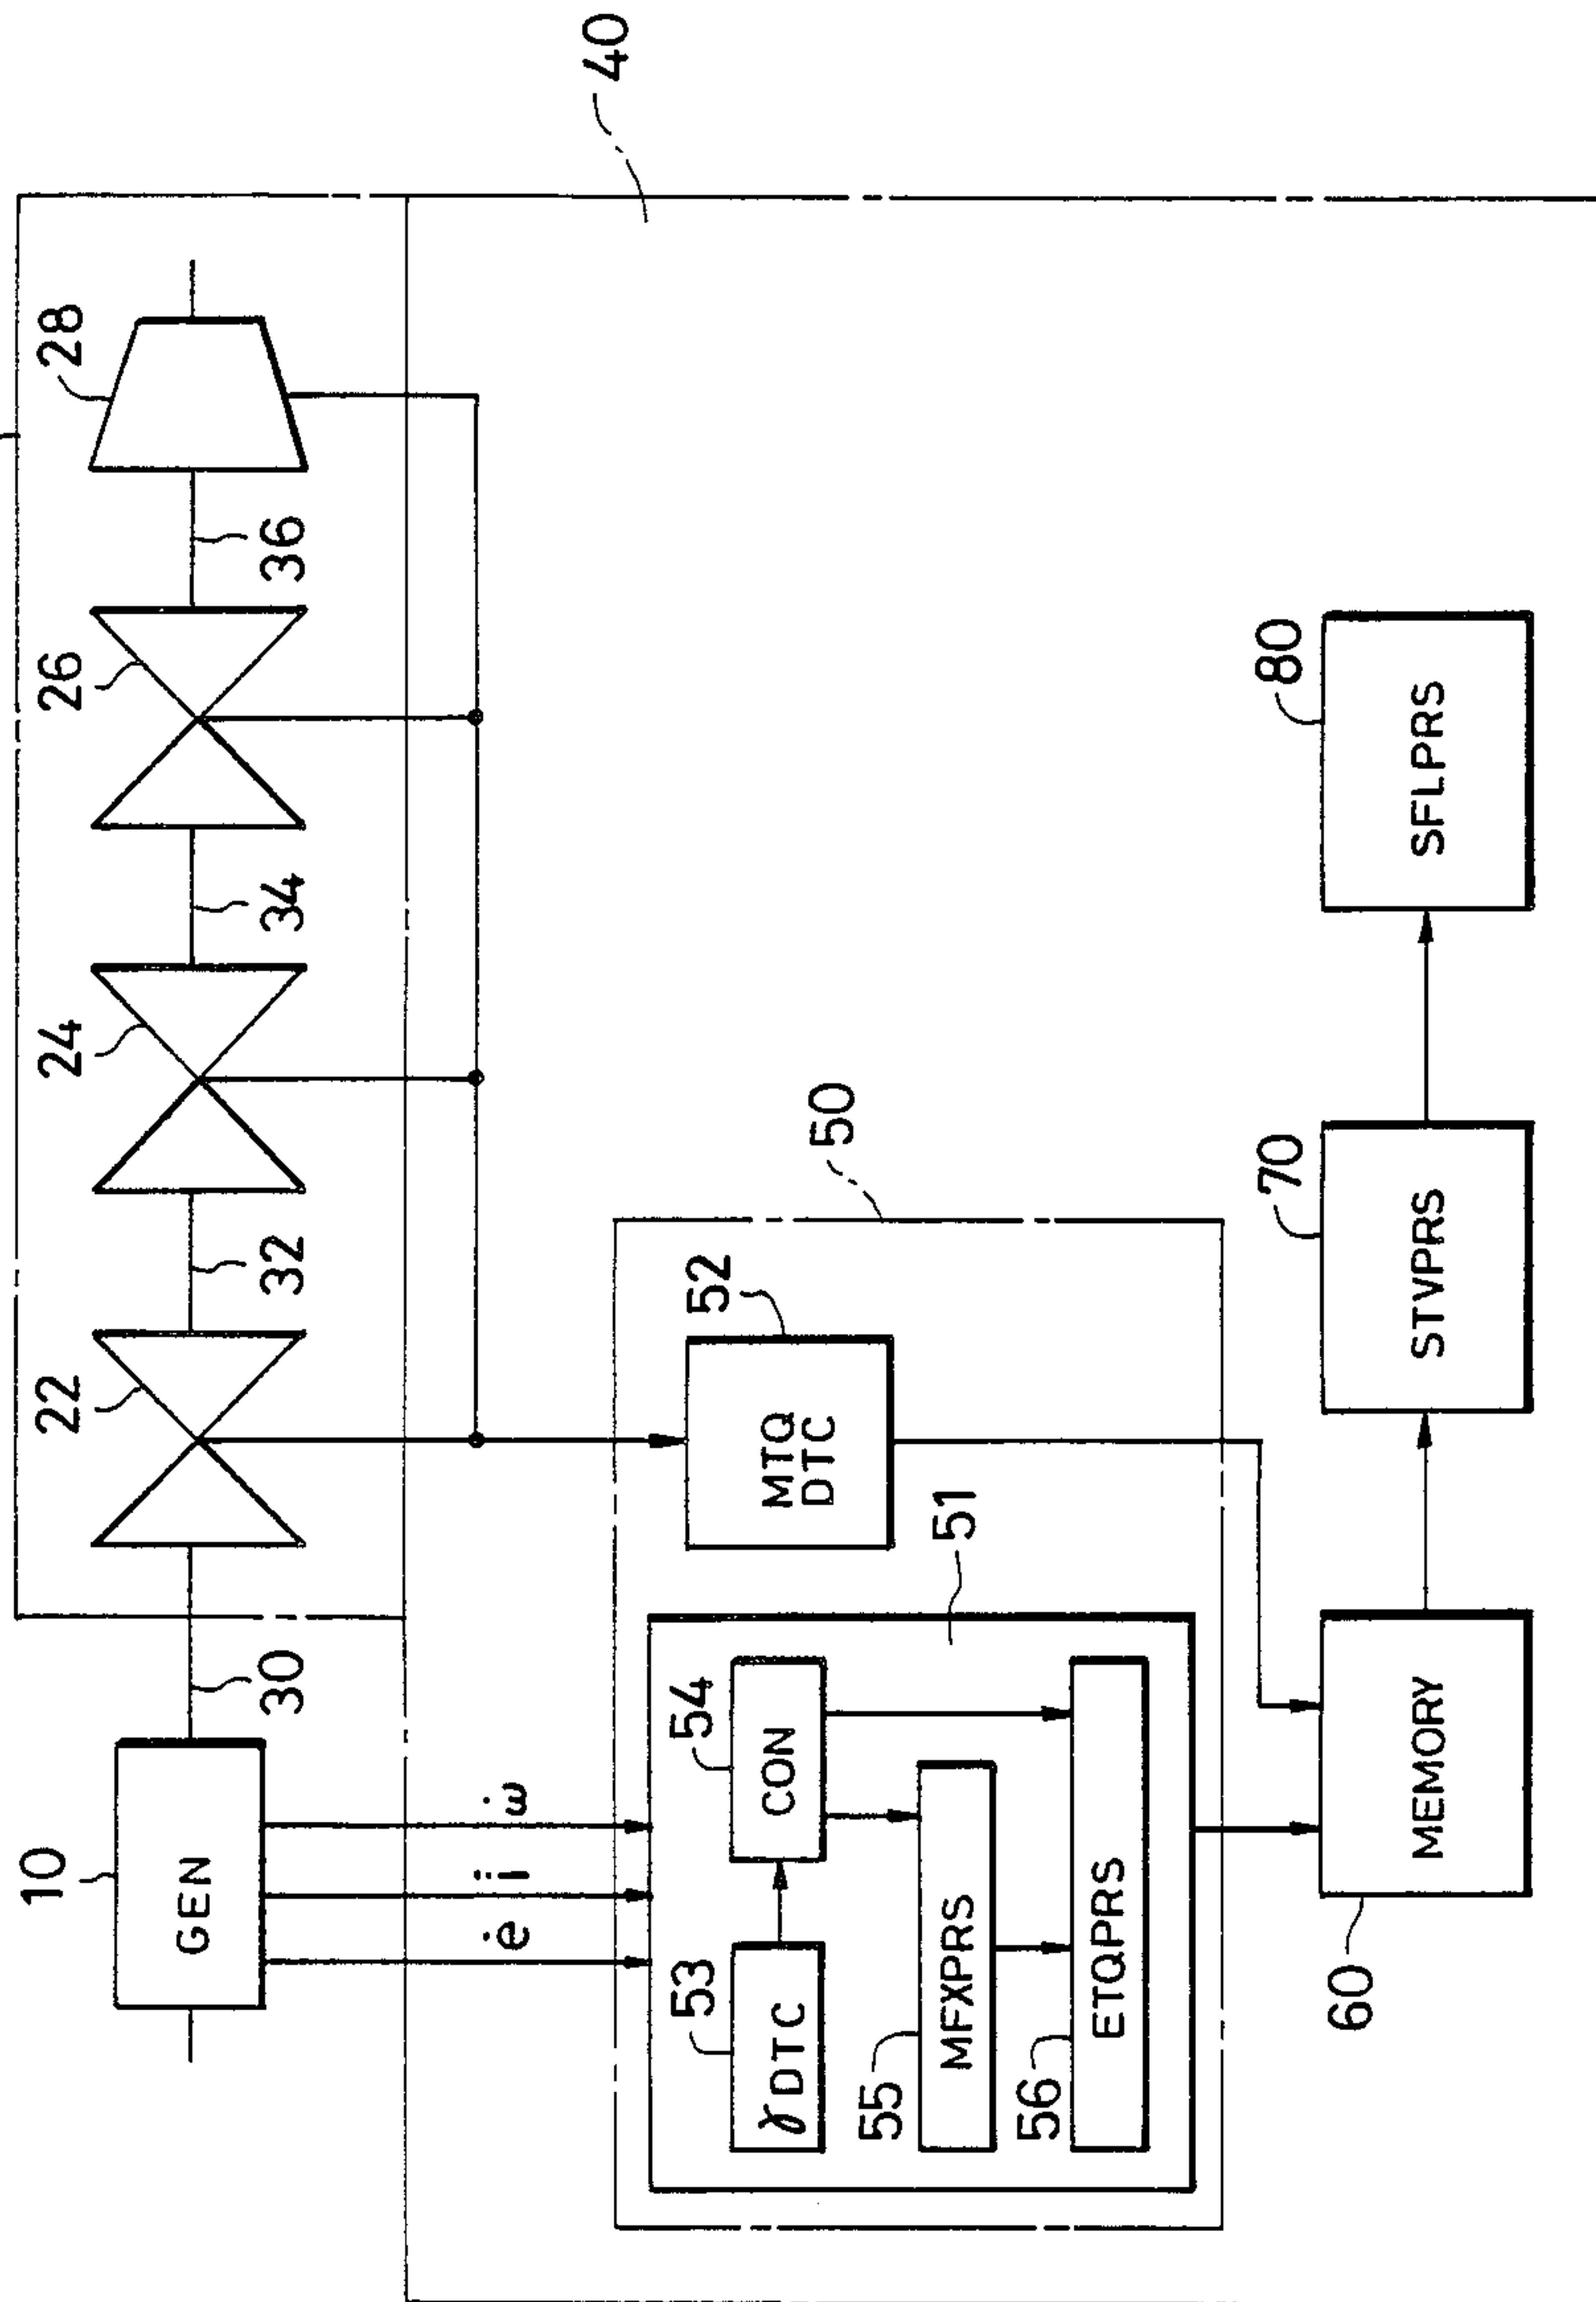 40
28
26
24
22
36
34
32
30
10
GEN
ė
i
ω
50
52
MTQ
DTC
51
53
γDTC
54
CON
55
MFXPRS
56
ETQPRS
60
MEMORY
70
STVPRS
80
SFLPRS